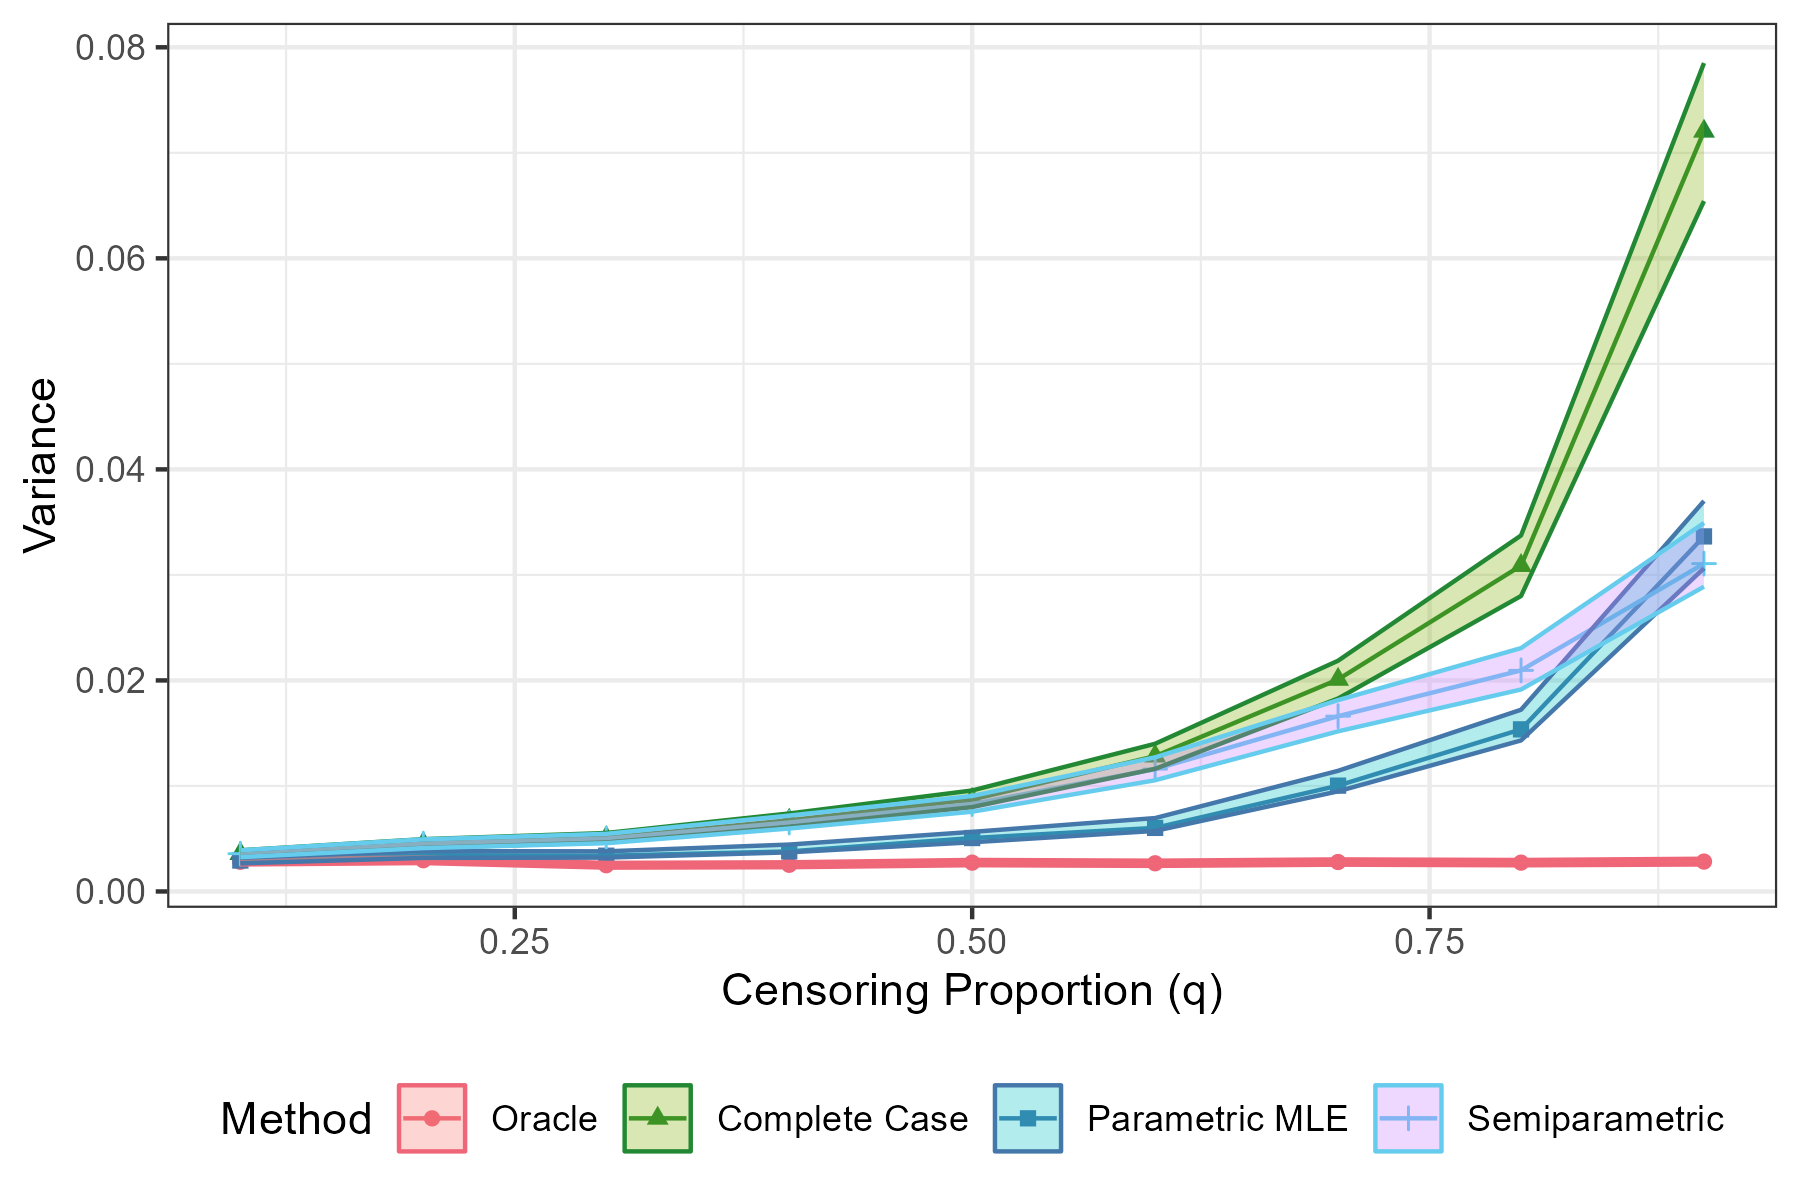 0.08
0.06
0.04
0.02
0.00
Variance
0.25 0.50 0.75
Censoring Proportion (q)
Method Oracle Complete Case Parametric MLE Semiparametric